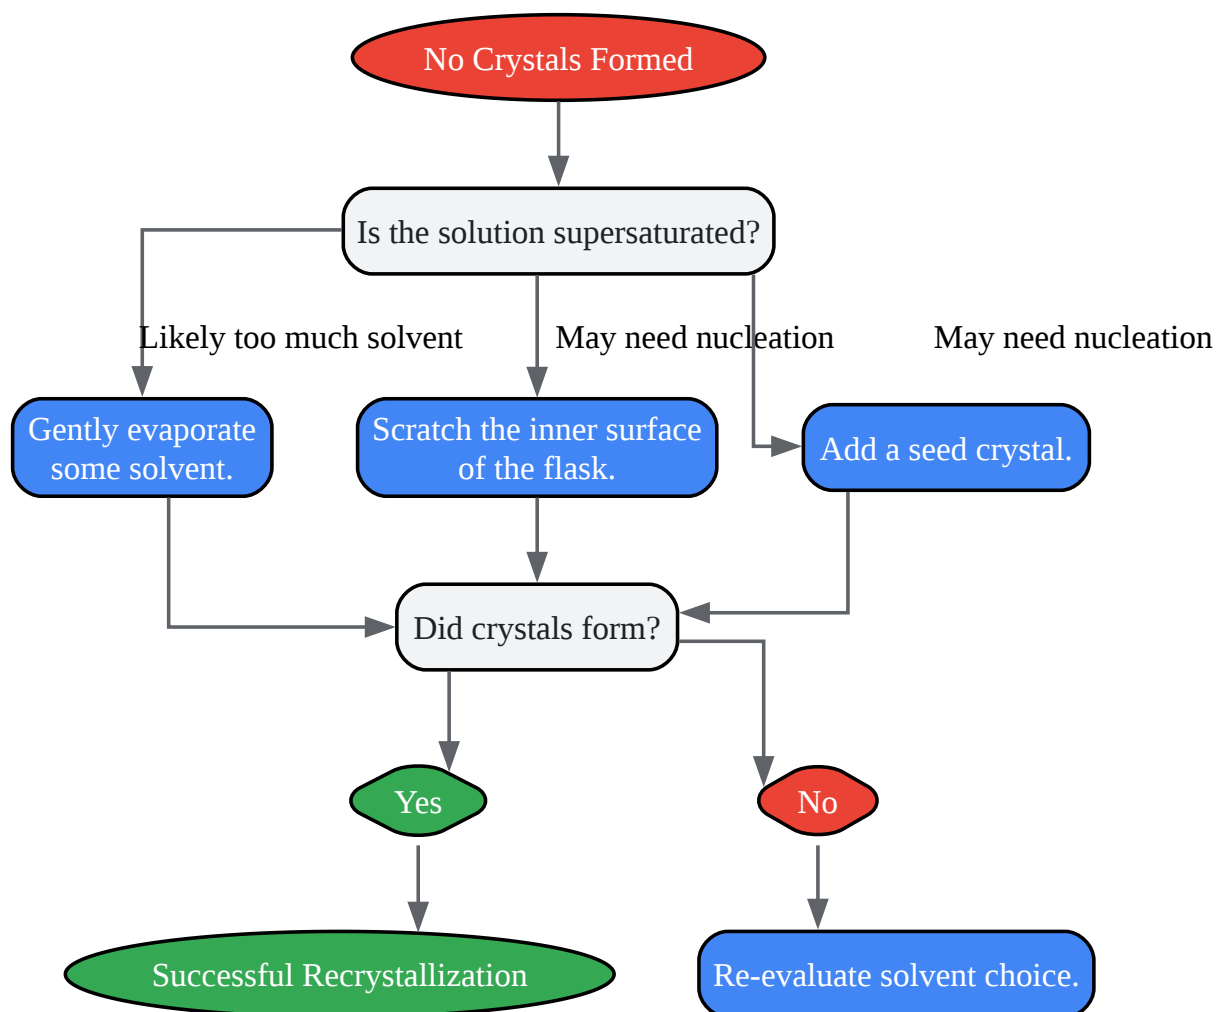 No Crystals Formed
Is the solution supersaturated?
Likely too much solvent
May need nucleation
May need nucleation
Gently evaporate
some solvent.
Scratch the inner surface
of the flask.
Add a seed crystal.
Did crystals form?
Yes
No
Successful Recrystallization
Re-evaluate solvent choice.